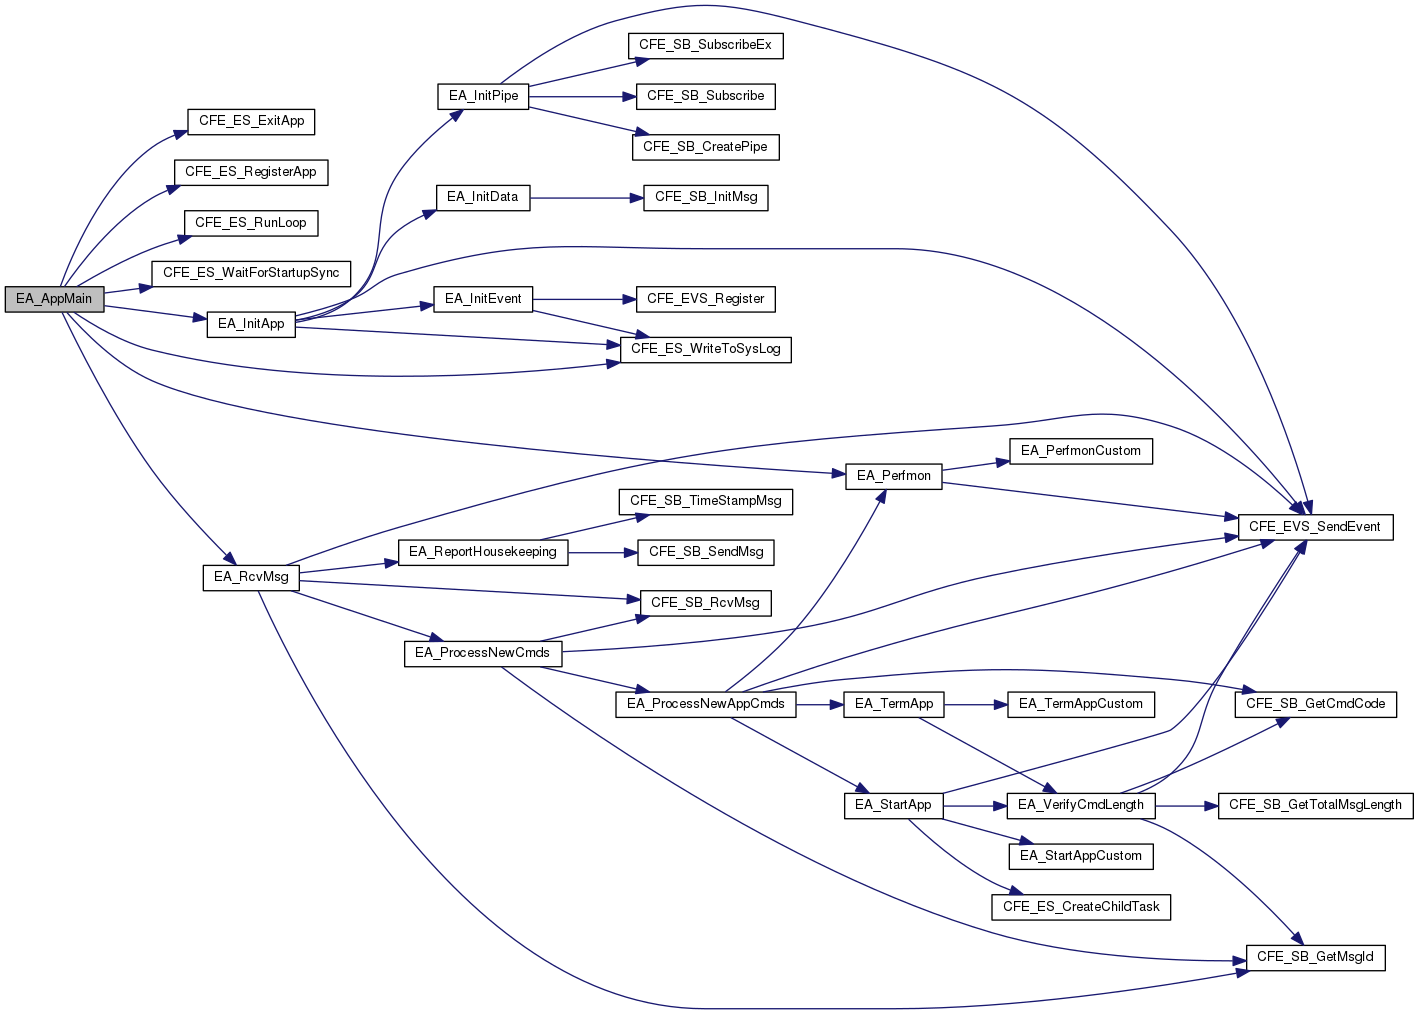 CFE_SB_SubscribeEx
EA_InitPipe
CFE_SB_Subscribe
CFE_ES_ExitApp
CFE_SB_CreatePipe
CFE_ES_RegisterApp
EA_InitData
CFE_SB_InitMsg
CFE_ES_RunLoop
CFE_ES_WaitForStartupSync
EA_AppMain
EA_InitEvent
CFE_EVS_Register
EA_InitApp
CFE_ES_WriteToSysLog
EA_PerfmonCustom
EA_Perfmon
CFE_SB_TimeStampMsg
CFE_EVS_SendEvent
EA_ReportHousekeeping
CFE_SB_SendMsg
EA_RcvMsg
CFE_SB_RcvMsg
EA_ProcessNewCmds
EA_ProcessNewAppCmds
EA_TermApp
EA_TermAppCustom
CFE_SB_GetCmdCode
EA_StartApp
EA_VerifyCmdLength
CFE_SB_GetTotalMsgLength
EA_StartAppCustom
CFE_ES_CreateChildTask
CFE_SB_GetMsgId